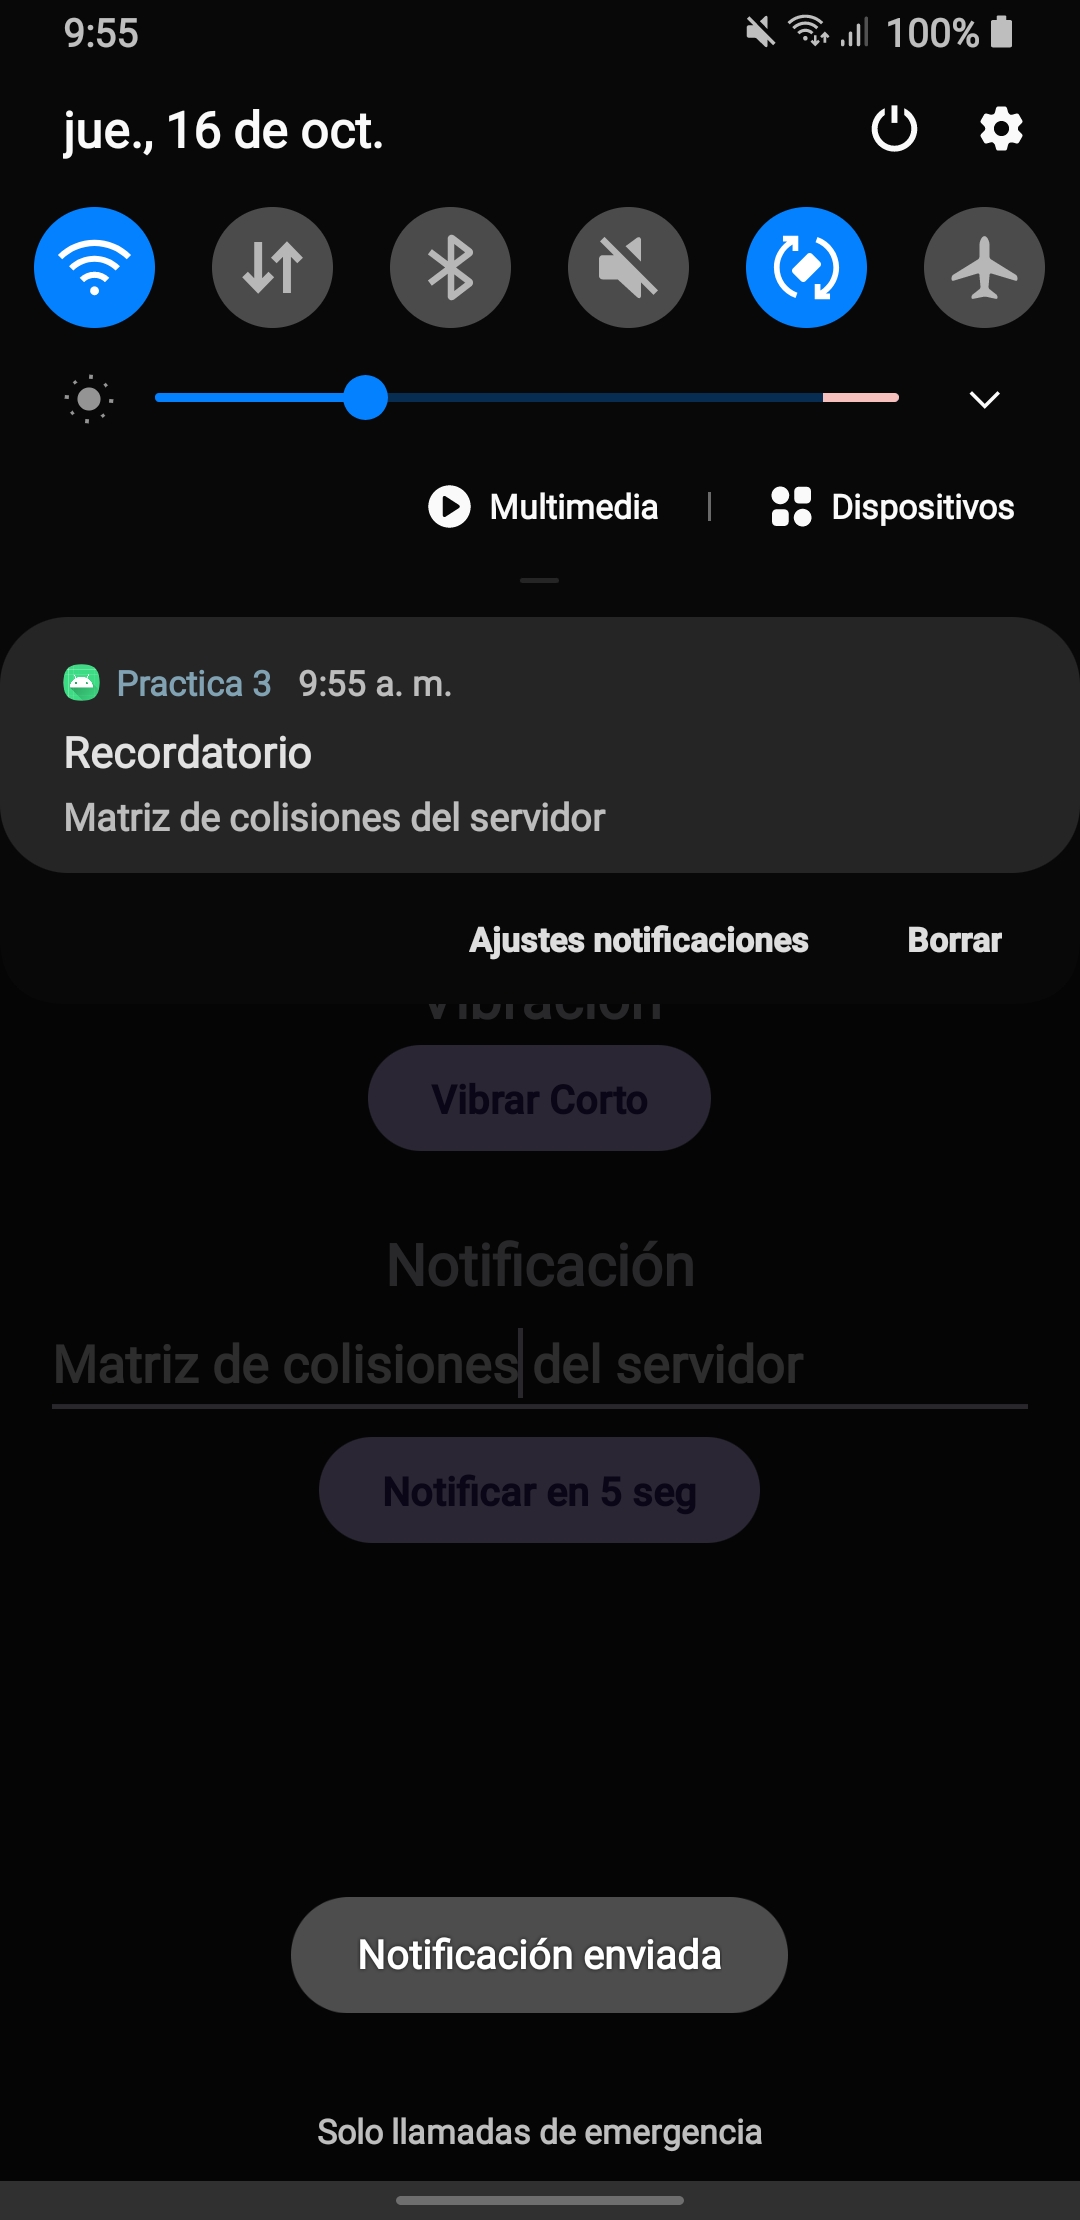 9:55
100%
jue., 16 de oct.
Multimedia
Dispositivos
Practica 3 9:55 a. m.
Recordatorio
Matriz de colisiones del servidor
Ajustes notificaciones
Borrar
Vibración
Vibrar Corto
Notificación
Matriz de colisiones del servidor
Notificar en 5 seg
Notificación enviada
Solo llamadas de emergencia